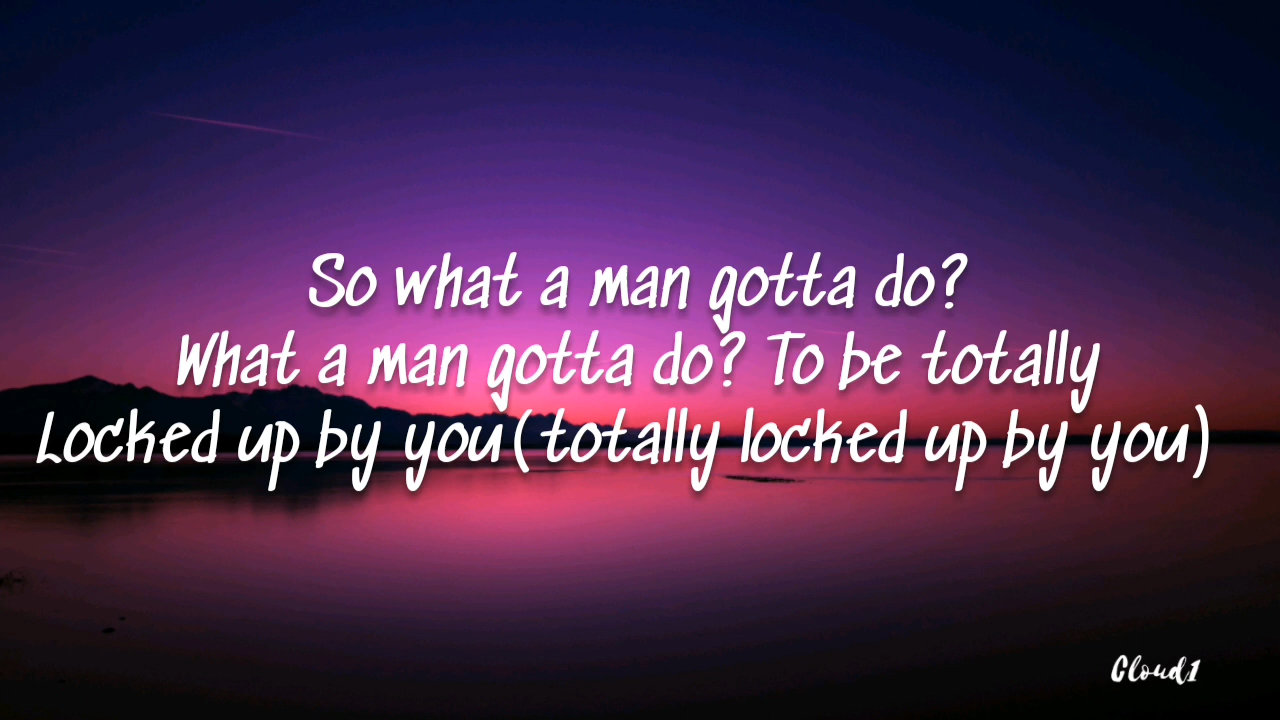 So what a man gotta do?
What a man gotta do? To be totally
Locked up by you(totally locked up by you)
Cloud1